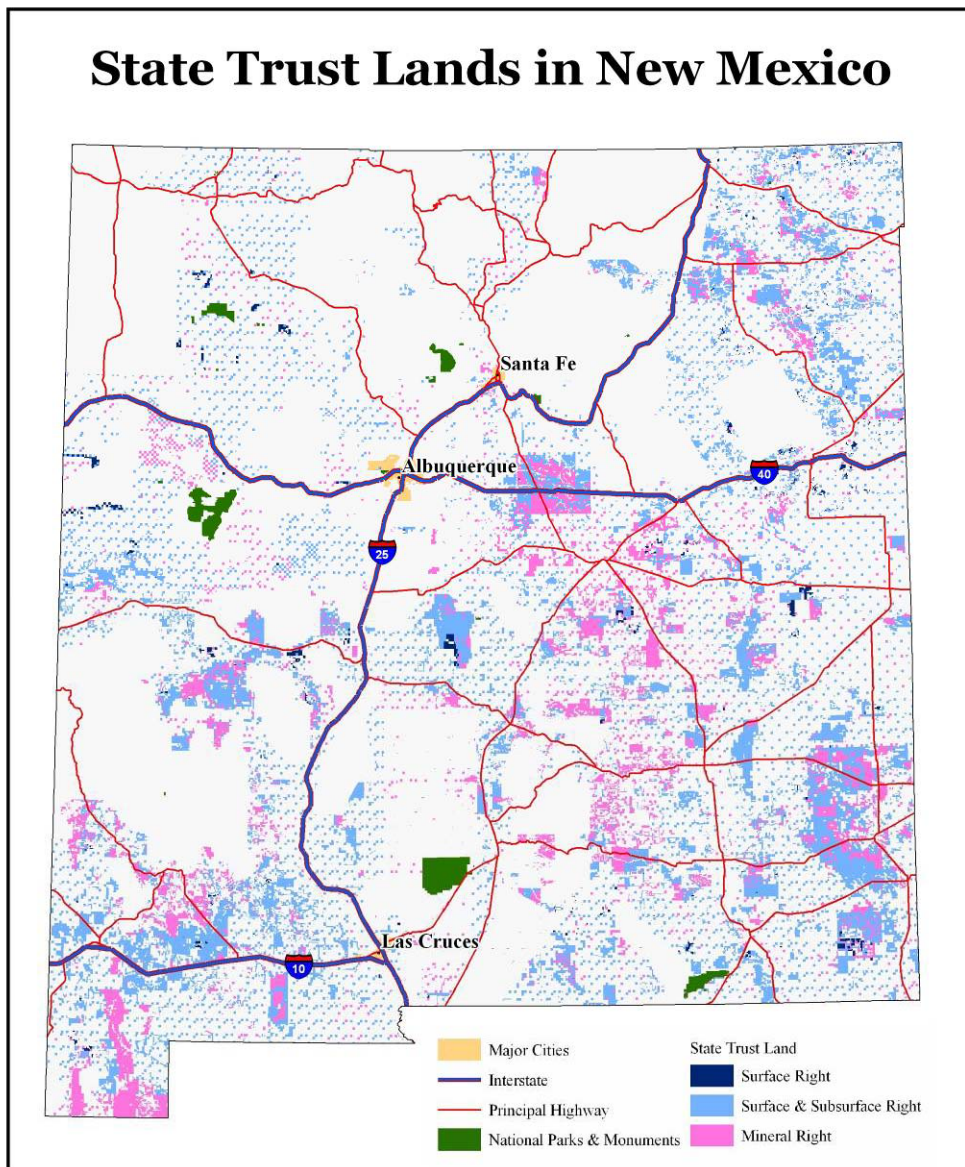 State Trust Lands in New Mexico
Santa Fe
Albuquerque
40
25
Las Cruces
10
Major Cities
Interstate
Principal Highway
National Parks & Monuments
State Trust Land
Surface Right
Surface & Subsurface Right
Mineral Right